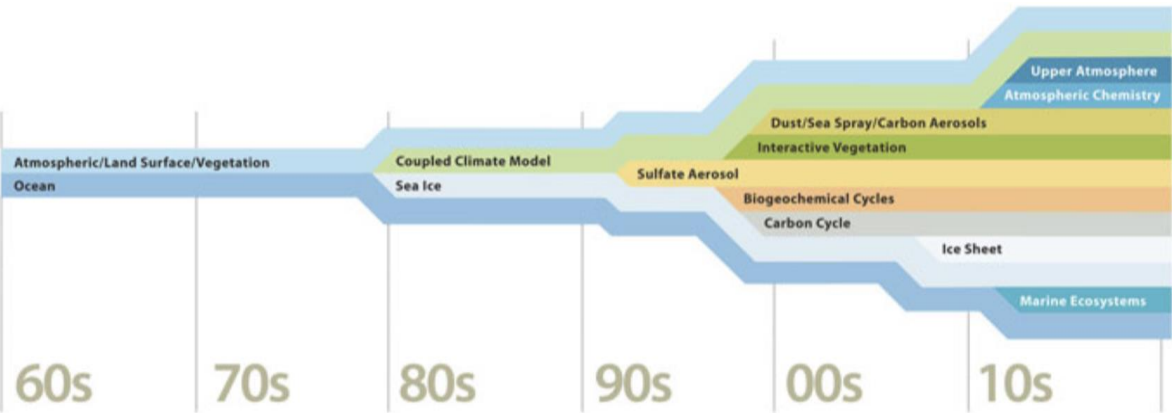 Upper Atmosphere
Atmospheric Chemistry
Dust/Sea Spray/Carbon Aerosols
Interactive Vegetation
Atmospheric/Land Surface/Vegetation
Coupled Climate Model
Sulfate Aerosol
Ocean
Sea Ice
Biogeochemical Cycles
Carbon Cycle
Ice Sheet
Marine Ecosystems
60s 70s 80s 90s 00s 10s